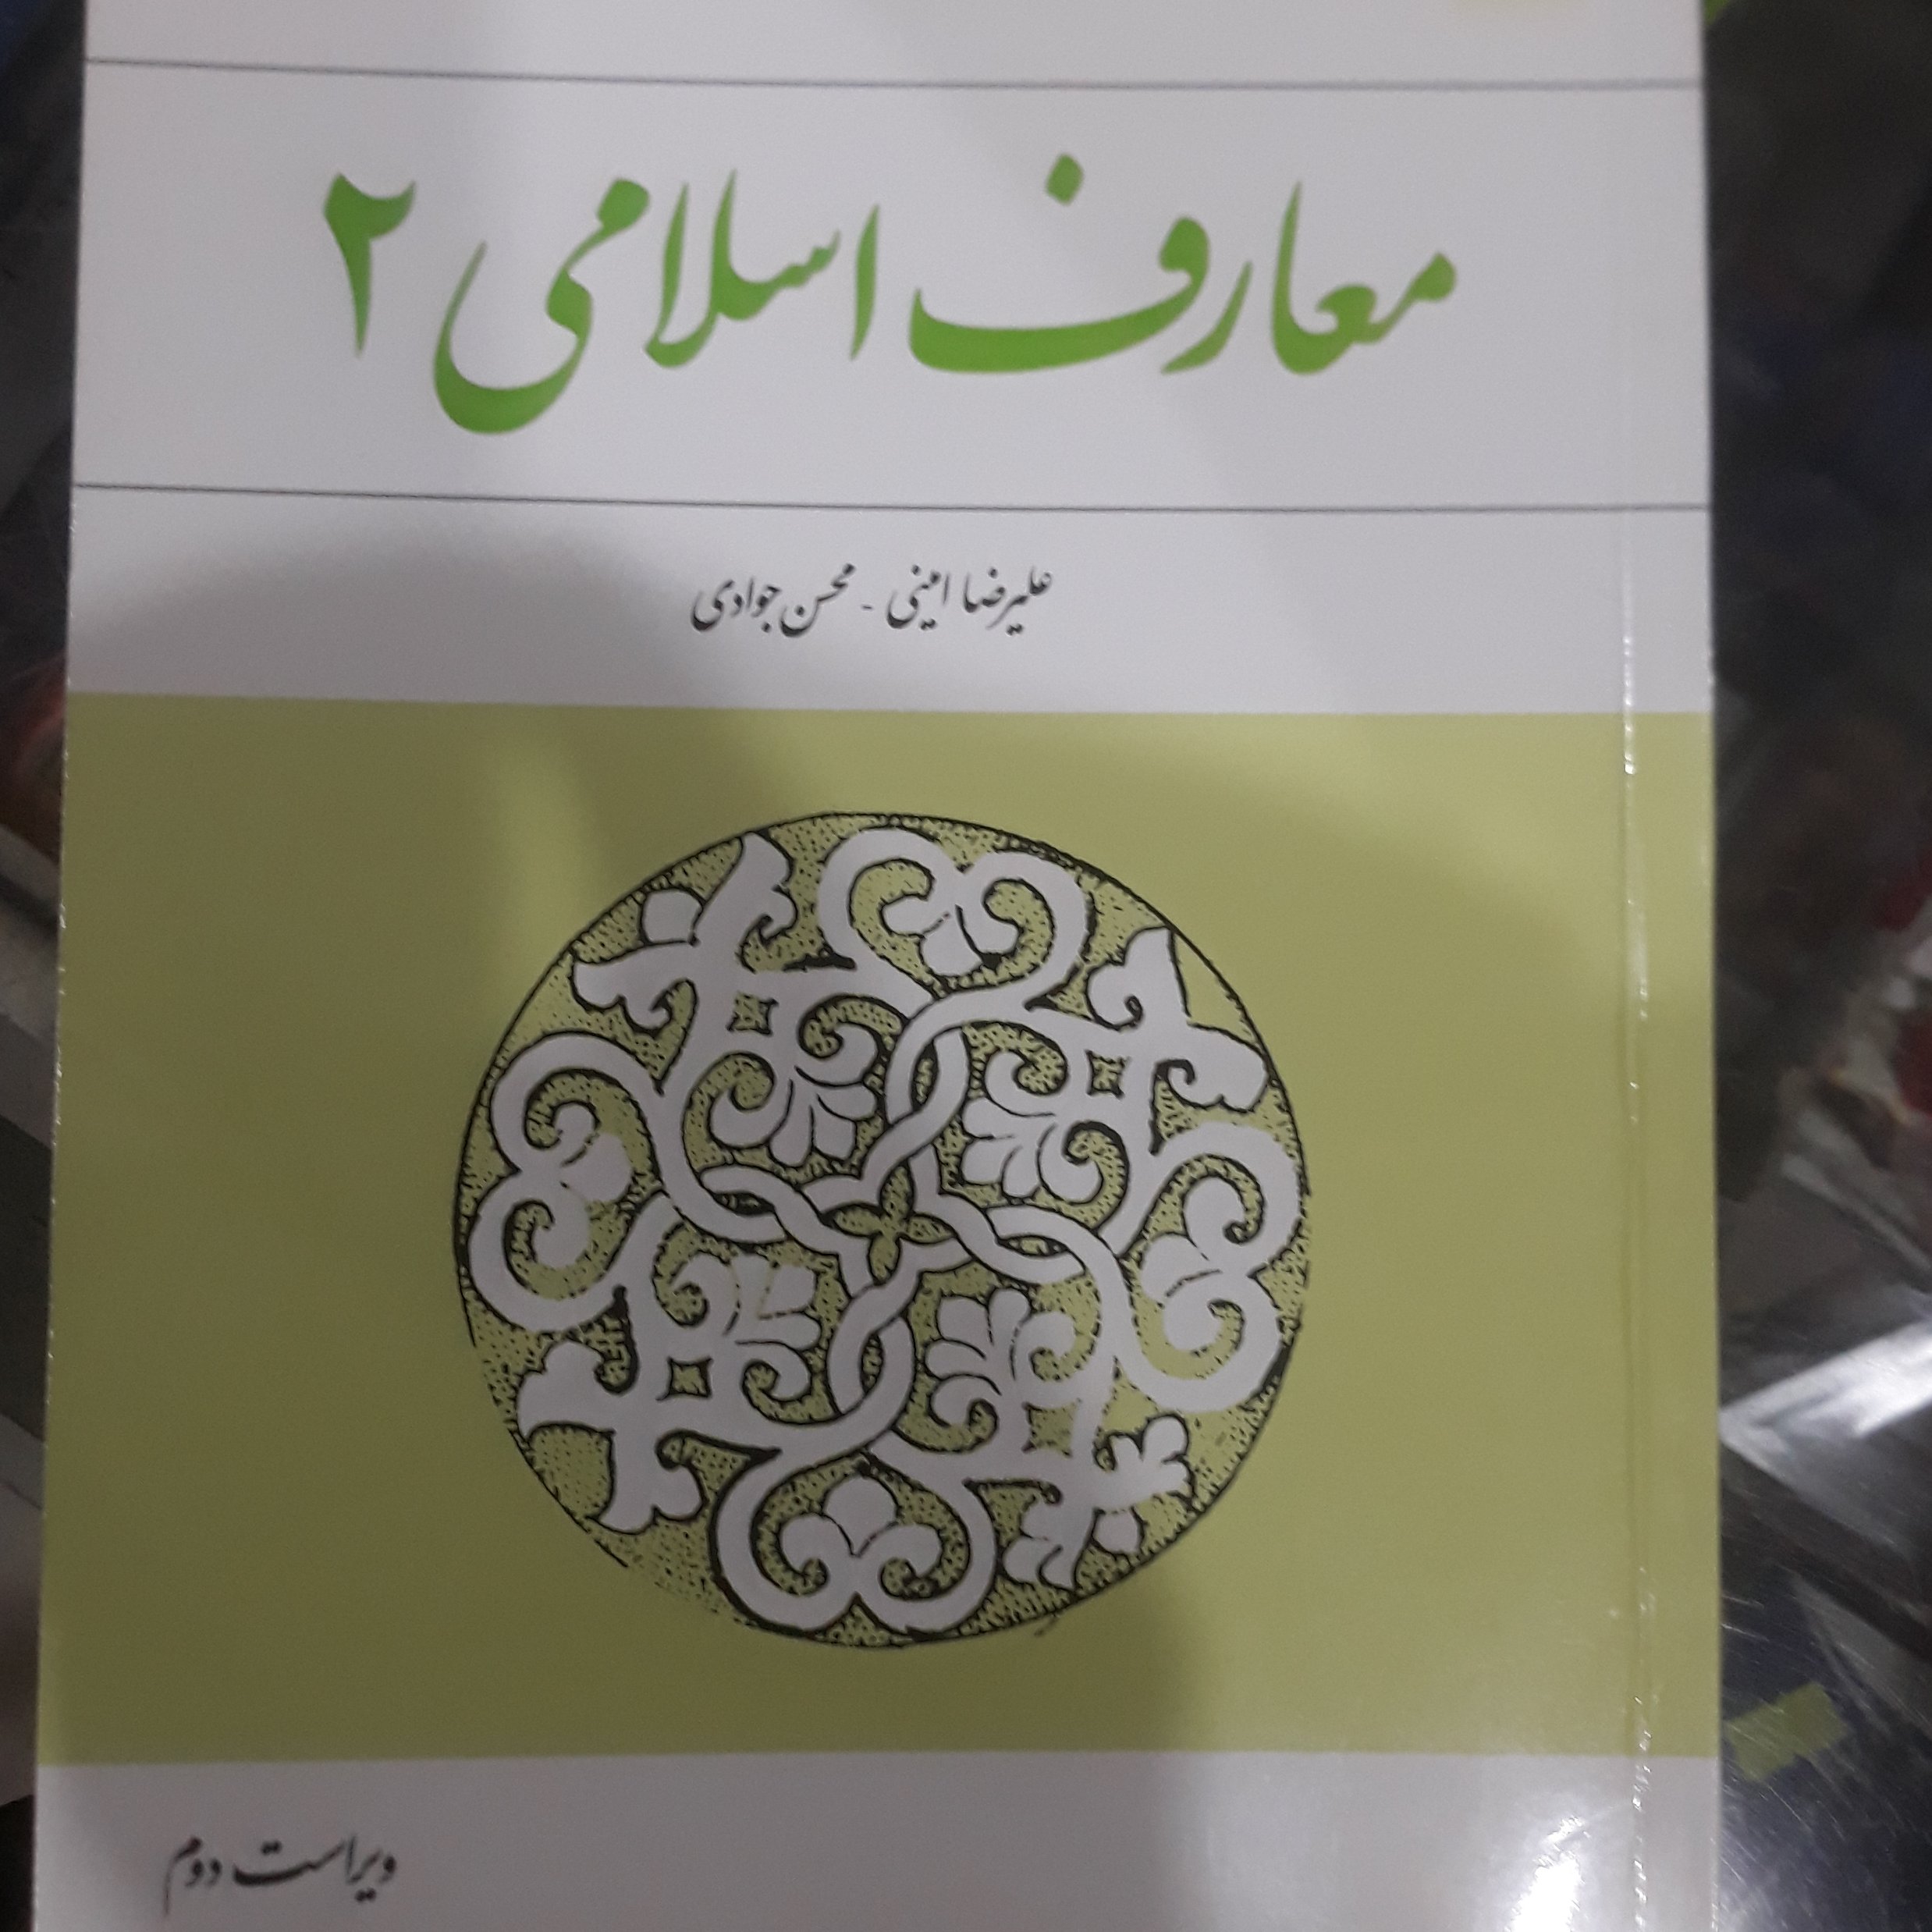 معارف اسلامی ۲
علیرضا امینی - محسن جوادی
ویراست دوم